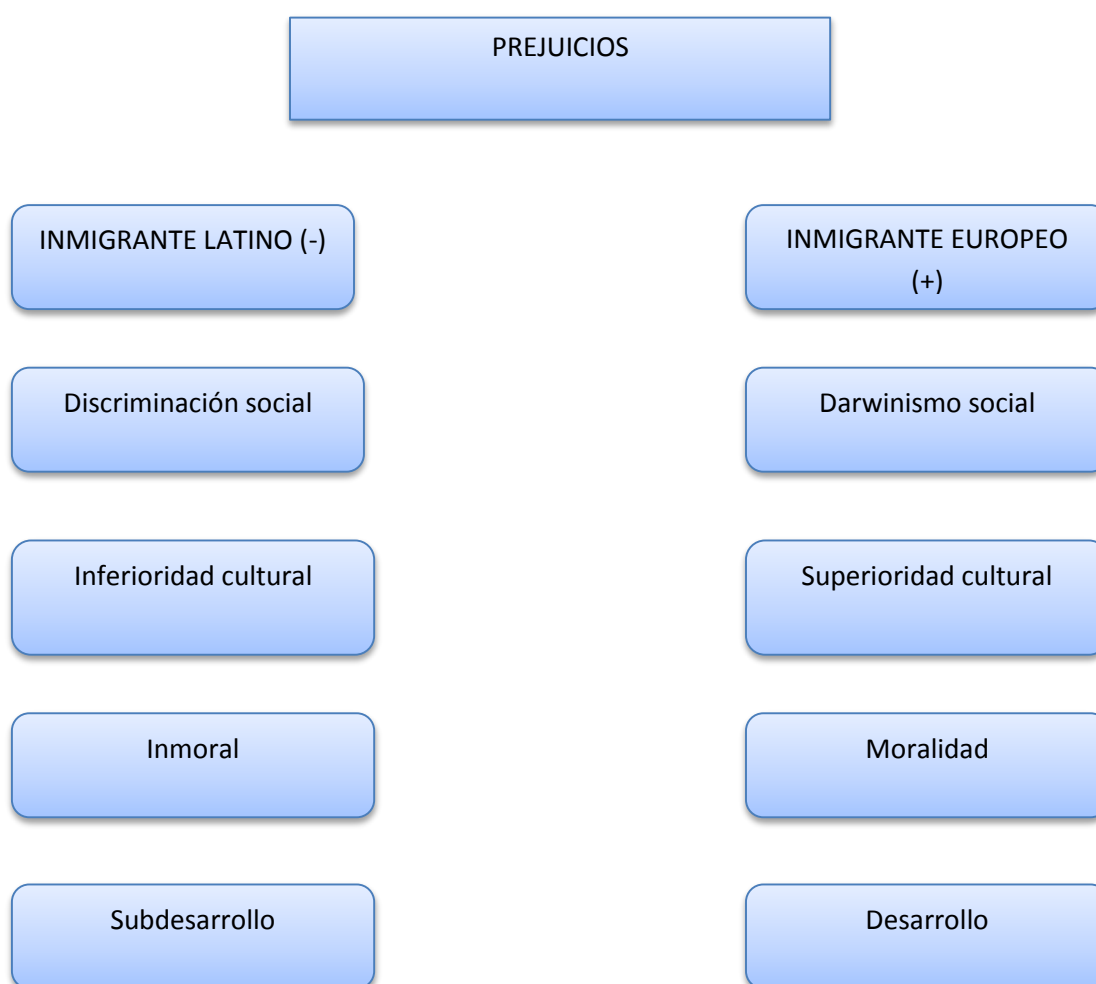 PREJUICIOS
INMIGRANTE LATINO (-)
INMIGRANTE EUROPEO
(+)
Discriminación social
Darwinismo social
Inferioridad cultural
Superioridad cultural
Inmoral
Moralidad
Subdesarrollo
Desarrollo